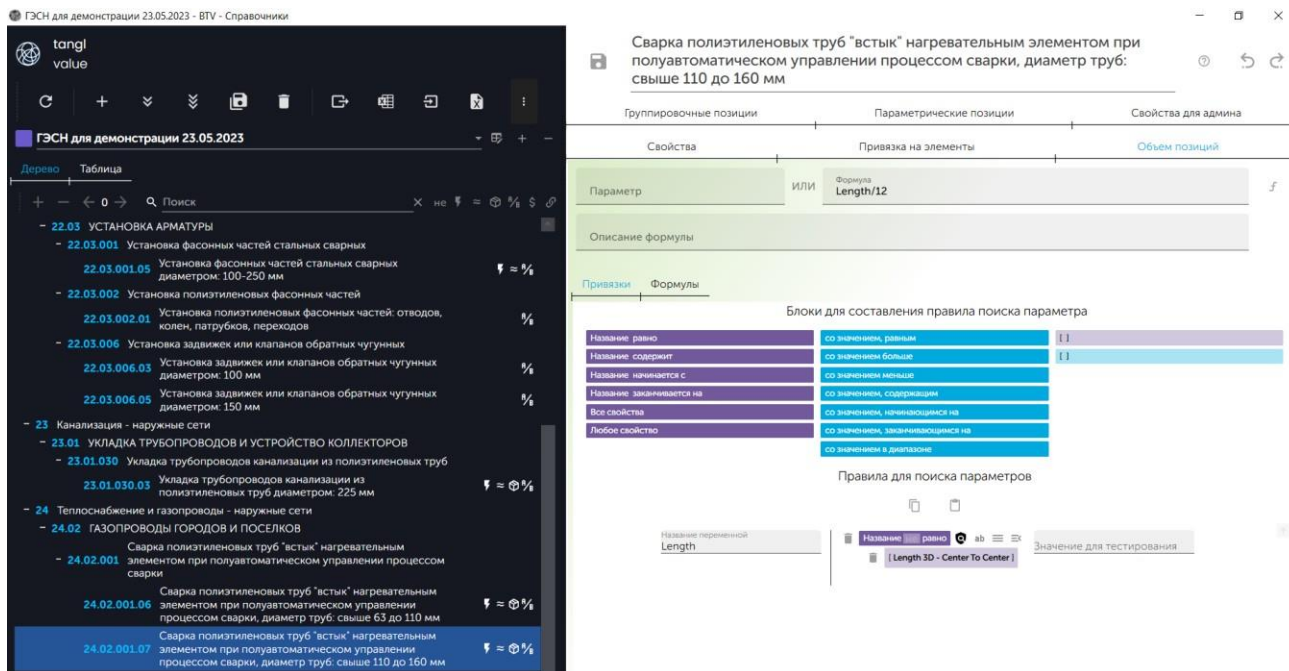 ГЭСН для демонстрации 23.05.2023 - BTV - Справочники
tangl
value
ГЭСН для демонстрации 23.05.2023
Дерево Таблица
0 Поиск не
22.03 УСТАНОВКА АРМАТУРЫ
22.03.001 Установка фасонных частей стальных сварных
22.03.001.05 Установка фасонных частей стальных сварных
диаметром: 100-250 мм
22.03.002 Установка полиэтиленовых фасонных частей
22.03.002.01 Установка полиэтиленовых фасонных частей: отводов,
колен, патрубков, переходов
22.03.006 Установка задвижек или клапанов обратных чугунных
22.03.006.03 Установка задвижек или клапанов обратных чугунных
диаметром: 100 мм
22.03.006.05 Установка задвижек или клапанов обратных чугунных
диаметром: 150 мм
23 Канализация - наружные сети
23.01 УКЛАДКА ТРУБОПРОВОДОВ И УСТРОЙСТВО КОЛЛЕКТОРОВ
23.01.030 Укладка трубопроводов канализации из полиэтиленовых труб
23.01.030.03 Укладка трубопроводов канализации из
полиэтиленовых труб диаметром: 225 мм
24 Теплоснабжение и газопроводы - наружные сети
24.02 ГАЗОПРОВОДЫ ГОРОДОВ И ПОСЕЛКОВ
Сварка полиэтиленовых труб "встык" нагревательным
24.02.001 элементом при полуавтоматическом управлении процессом
сварки
Сварка полиэтиленовых труб "встык" нагревательным
24.02.001.06 элементом при полуавтоматическом управлении
процессом сварки, диаметр труб: свыше 63 до 110 мм
Сварка полиэтиленовых труб "встык" нагревательным
24.02.001.07 элементом при полуавтоматическом управлении
процессом сварки, диаметр труб: свыше 110 до 160 мм
Сварка полиэтиленовых труб "встык" нагревательным элементом при
полуавтоматическом управлении процессом сварки, диаметр труб:
свыше 110 до 160 мм
Группировочные позиции Параметрические позиции Свойства для админа
Свойства Привязка на элементы Объем позиций
Параметр ИЛИ Формула
Length/12
Описание формулы
Привязки Формулы
Блоки для составления правила поиска параметра
Название равно со значением, равным [ ]
Название содержит со значением больше [ ]
Название начинается с со значением меньше
Название заканчивается на со значением, содержащим
Все свойства со значением, начинающимся на
Любое свойство со значением, заканчивающимся на
со значением в диапазоне
Правила для поиска параметров
Название переменной
Length
Название равно ab Значение для тестирования
[ Length 3D - Center To Center ]